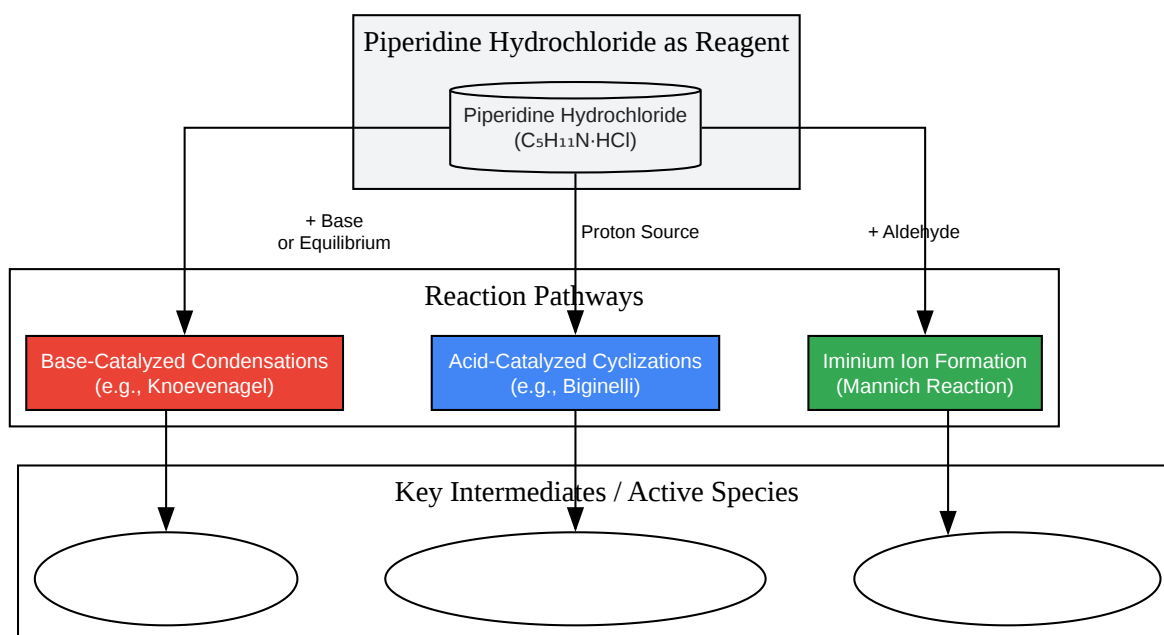 Piperidine Hydrochloride as Reagent
Piperidine Hydrochloride
(C₅H₁₁N·HCl)
+ Base
or Equilibrium
Proton Source
+ Aldehyde
Reaction Pathways
Base-Catalyzed Condensations
(e.g., Knoevenagel)
Acid-Catalyzed Cyclizations
(e.g., Biginelli)
Iminium Ion Formation
(Mannich Reaction)
Key Intermediates / Active Species